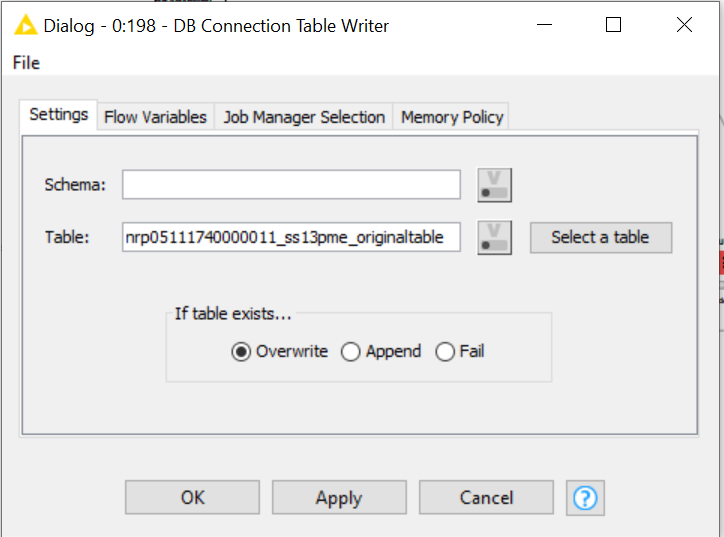 Dialog - 0:198 - DB Connection Table Writer
File
Settings Flow Variables Job Manager Selection Memory Policy
Schema: V
Table: nrp05111740000011_ss13pme_originaltable V Select a table
If table exists...
Overwrite Append Fail
OK Apply Cancel ?